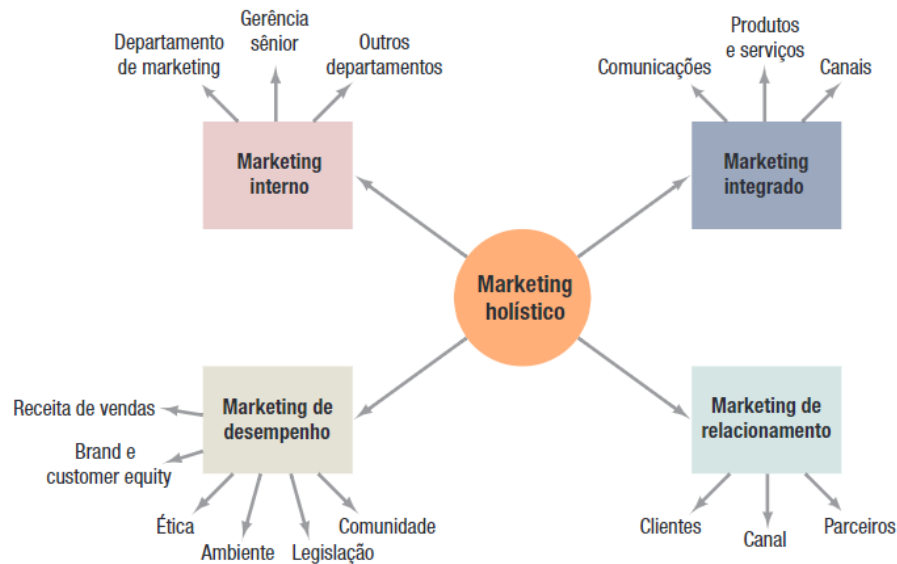 Departamento
de marketing
Gerência
sênior
Outros
departamentos
Marketing
interno
Comunicações
Produtos
e serviços
Canais
Marketing
integrado
Marketing
holístico
Receita de vendas
Brand e
customer equity
Marketing de
desempenho
Ética
Ambiente
Legislação
Comunidade
Marketing de
relacionamento
Clientes
Canal
Parceiros